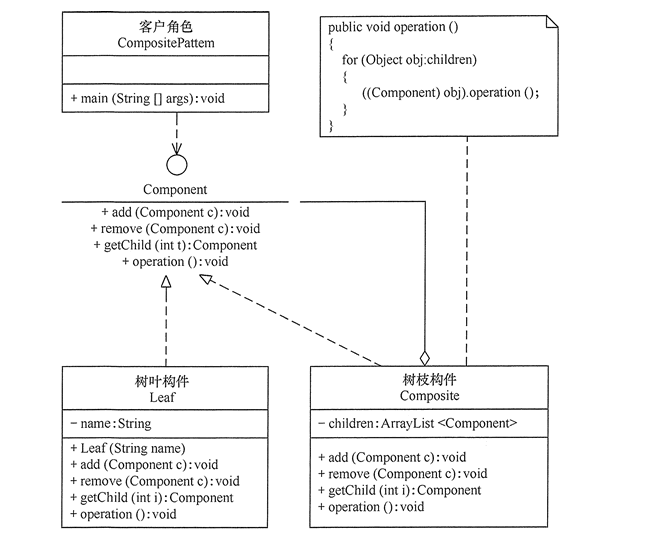 客户角色
CompositePattem
+ main (String [] args): void
public void operation ()
{
for (Object obj:children)
{
((Component) obj).operation ();
}
}
Component
+ add (Component c): void
+ remove (Component c): void
+ getChild (int t): Component
+ operation (): void
树叶构件
Leaf
− name: String
+ Leaf (String name)
+ add (Component c): void
+ remove (Component c): void
+ getChild (int i): Component
+ operation (): void
树枝构件
Composite
− children: ArrayList <Component>
+ add (Component c): void
+ remove (Component c): void
+ getChild (int i): Component
+ operation (): void